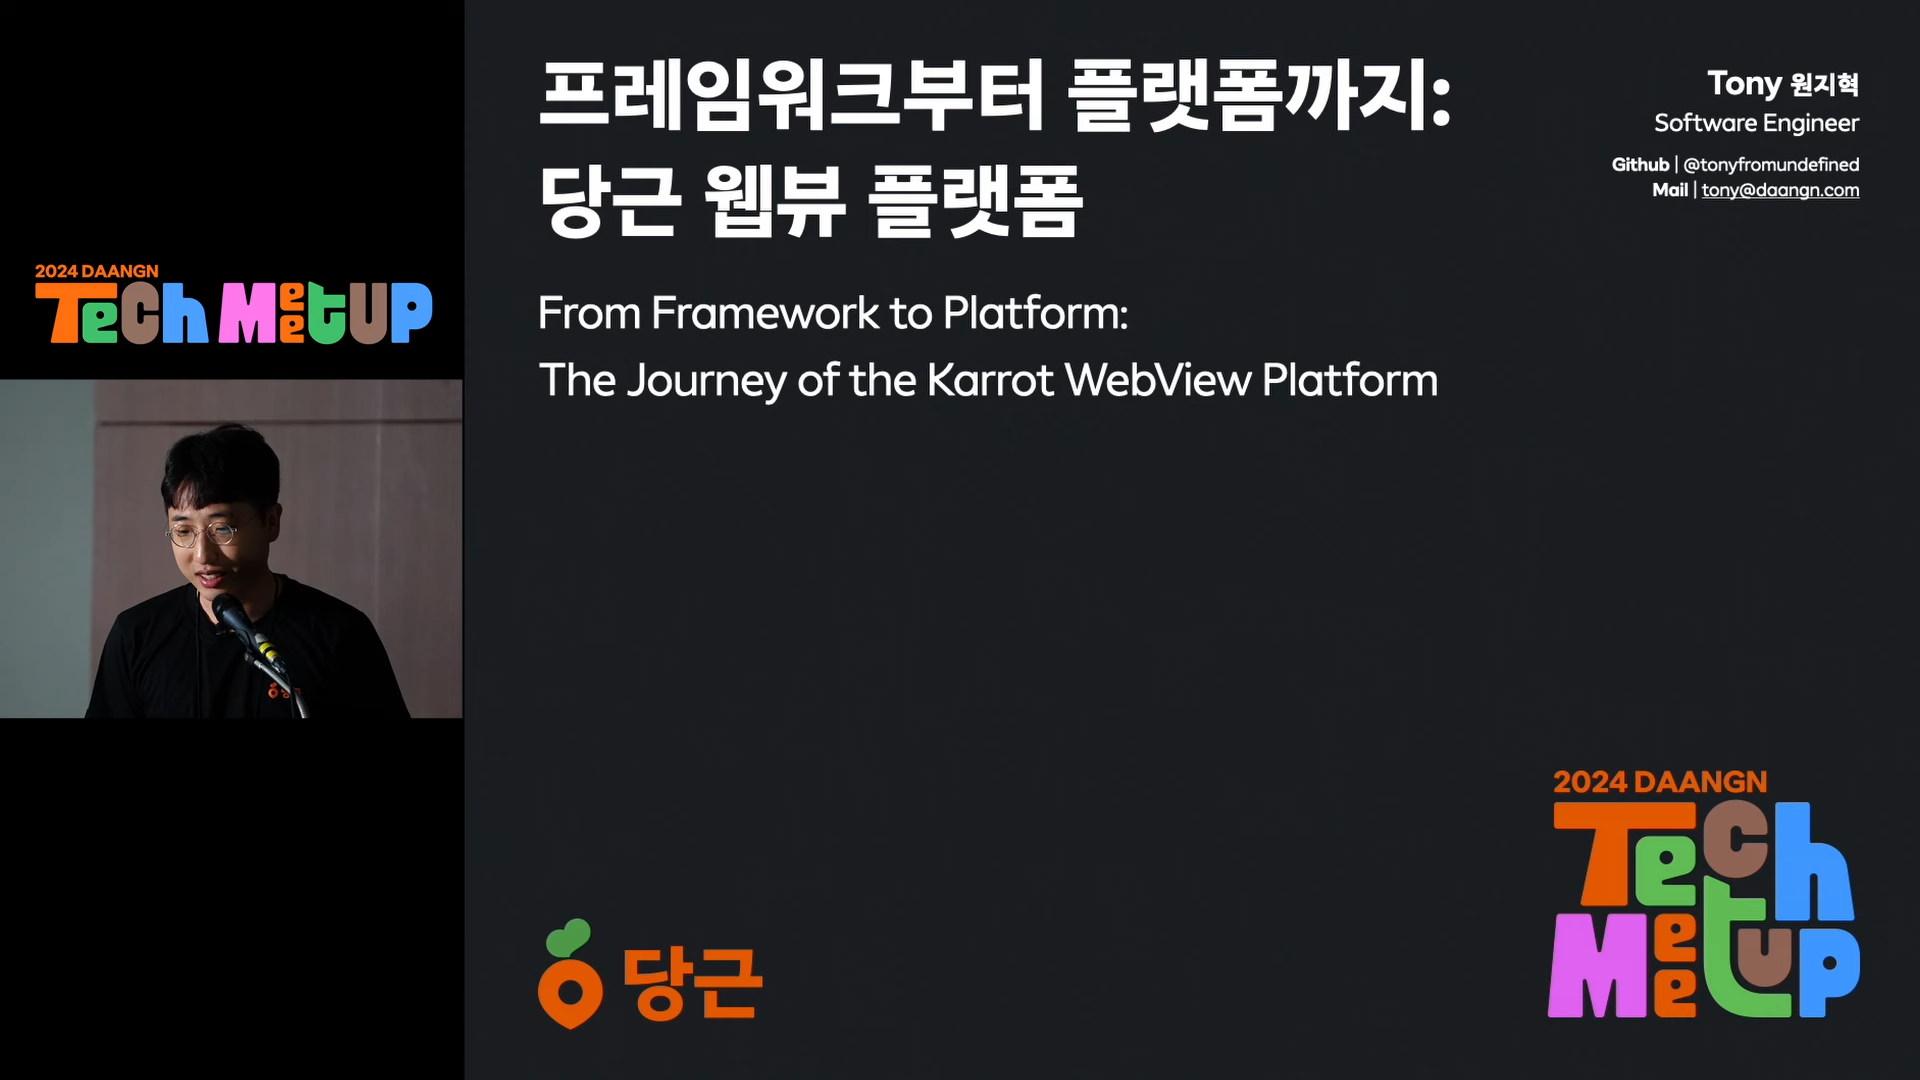 2024 DAANGN
Tech Meetup
프레임워크부터 플랫폼까지:
당근 웹뷰 플랫폼
From Framework to Platform:
The Journey of the Karrot WebView Platform
Tony 원지혁
Software Engineer
Github | @tonyfromundefined
Mail | tony@daangn.com
당근
2024 DAANGN
Tech
Meetup